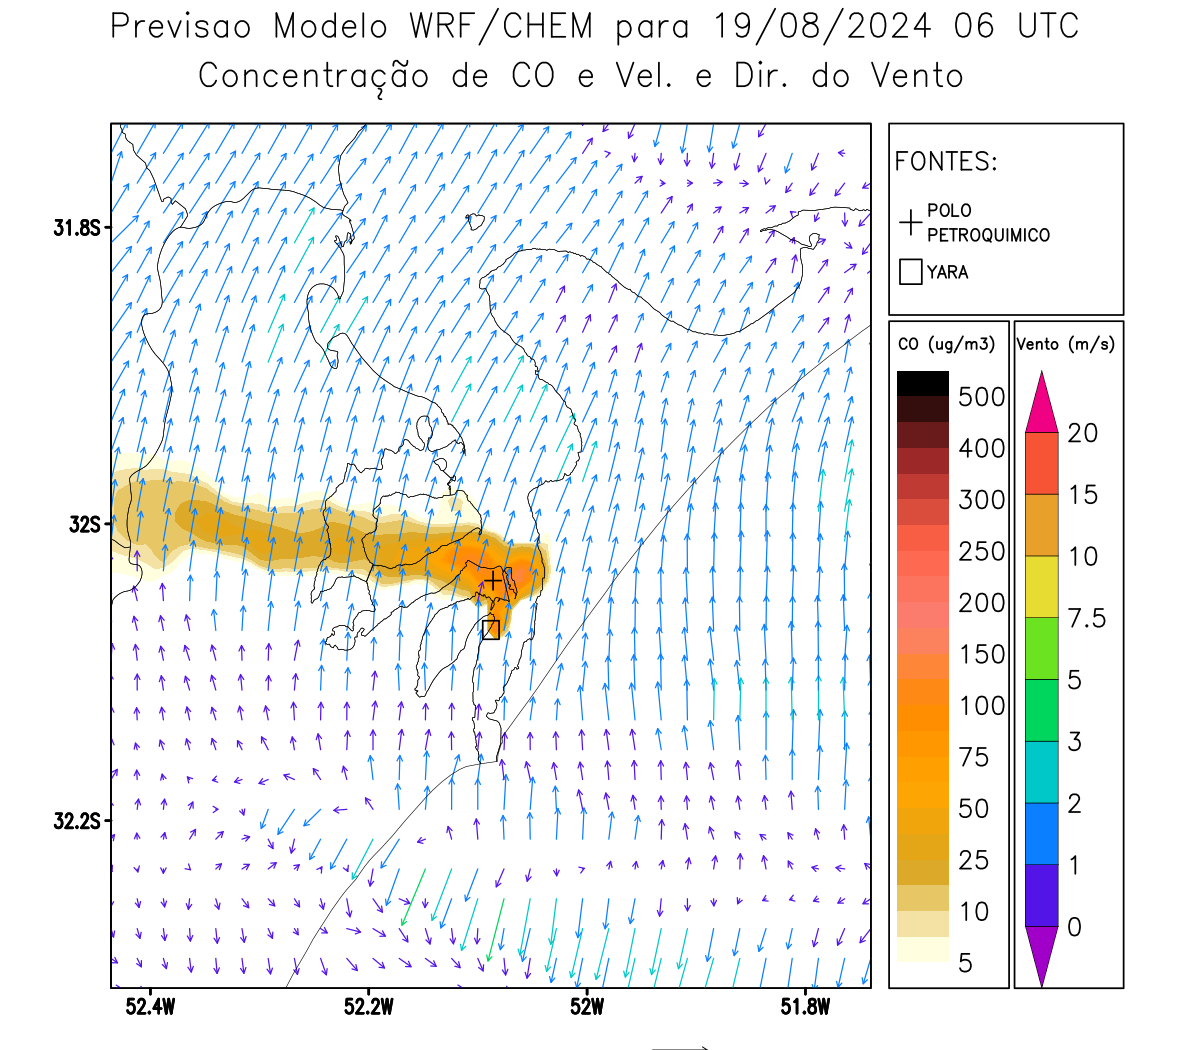 Previsao Modelo WRF/CHEM para 19/08/2024 06 UTC
Concentração de CO e Vel. e Dir. do Vento
FONTES:
POLO
PETROQUIMICO
YARA
CO (ug/m3)
500
400
300
250
200
150
100
75
50
25
10
5
Vento (m/s)
20
15
10
7.5
5
3
2
1
0
31.8S
32S
32.2S
52.4W
52.2W
52W
51.8W